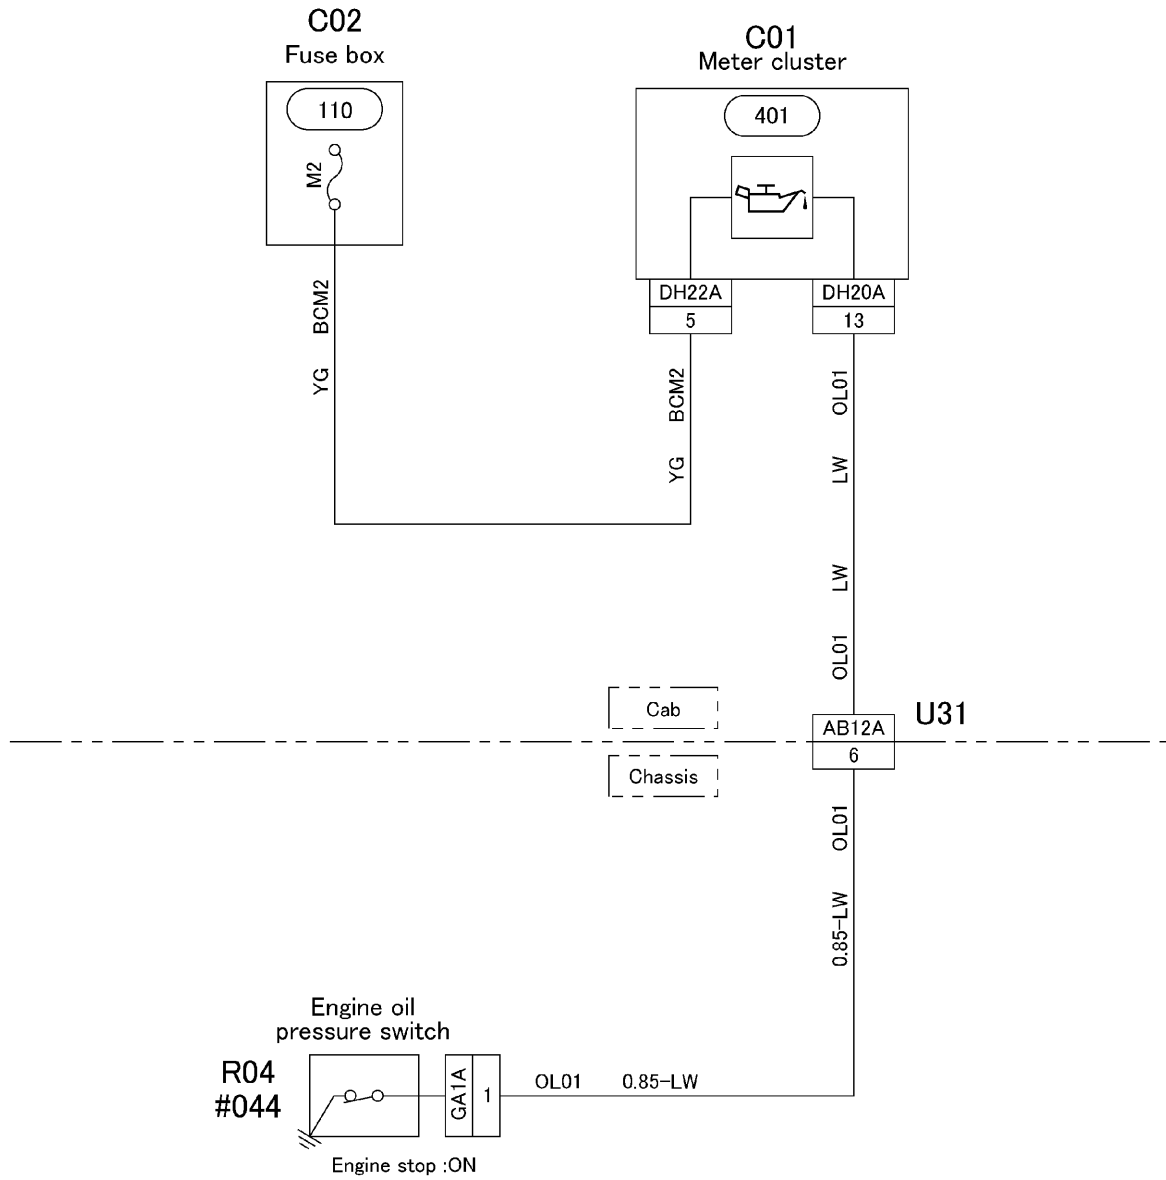 C02
Fuse box
110
M2
BCM2
YG
C01
Meter cluster
401
DH22A
5
DH20A
13
BCM2
YG
OL01
LW
LW
OL01
Cab
AB12A
6
U31
Chassis
OL01
0.85-LW
Engine oil
pressure switch
R04
#044
GA1A
1
OL01
0.85-LW
Engine stop :ON